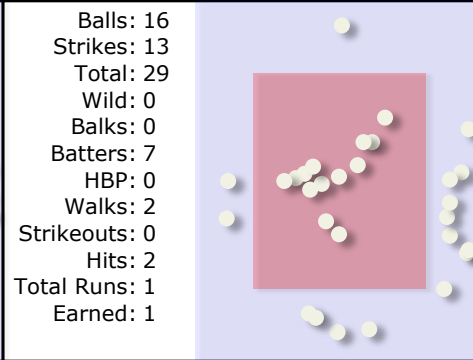 Balls: 16
Strikes: 13
Total: 29
Wild: 0
Balks: 0
Batters: 7
HBP: 0
Walks: 2
Strikeouts: 0
Hits: 2
Total Runs: 1
Earned: 1